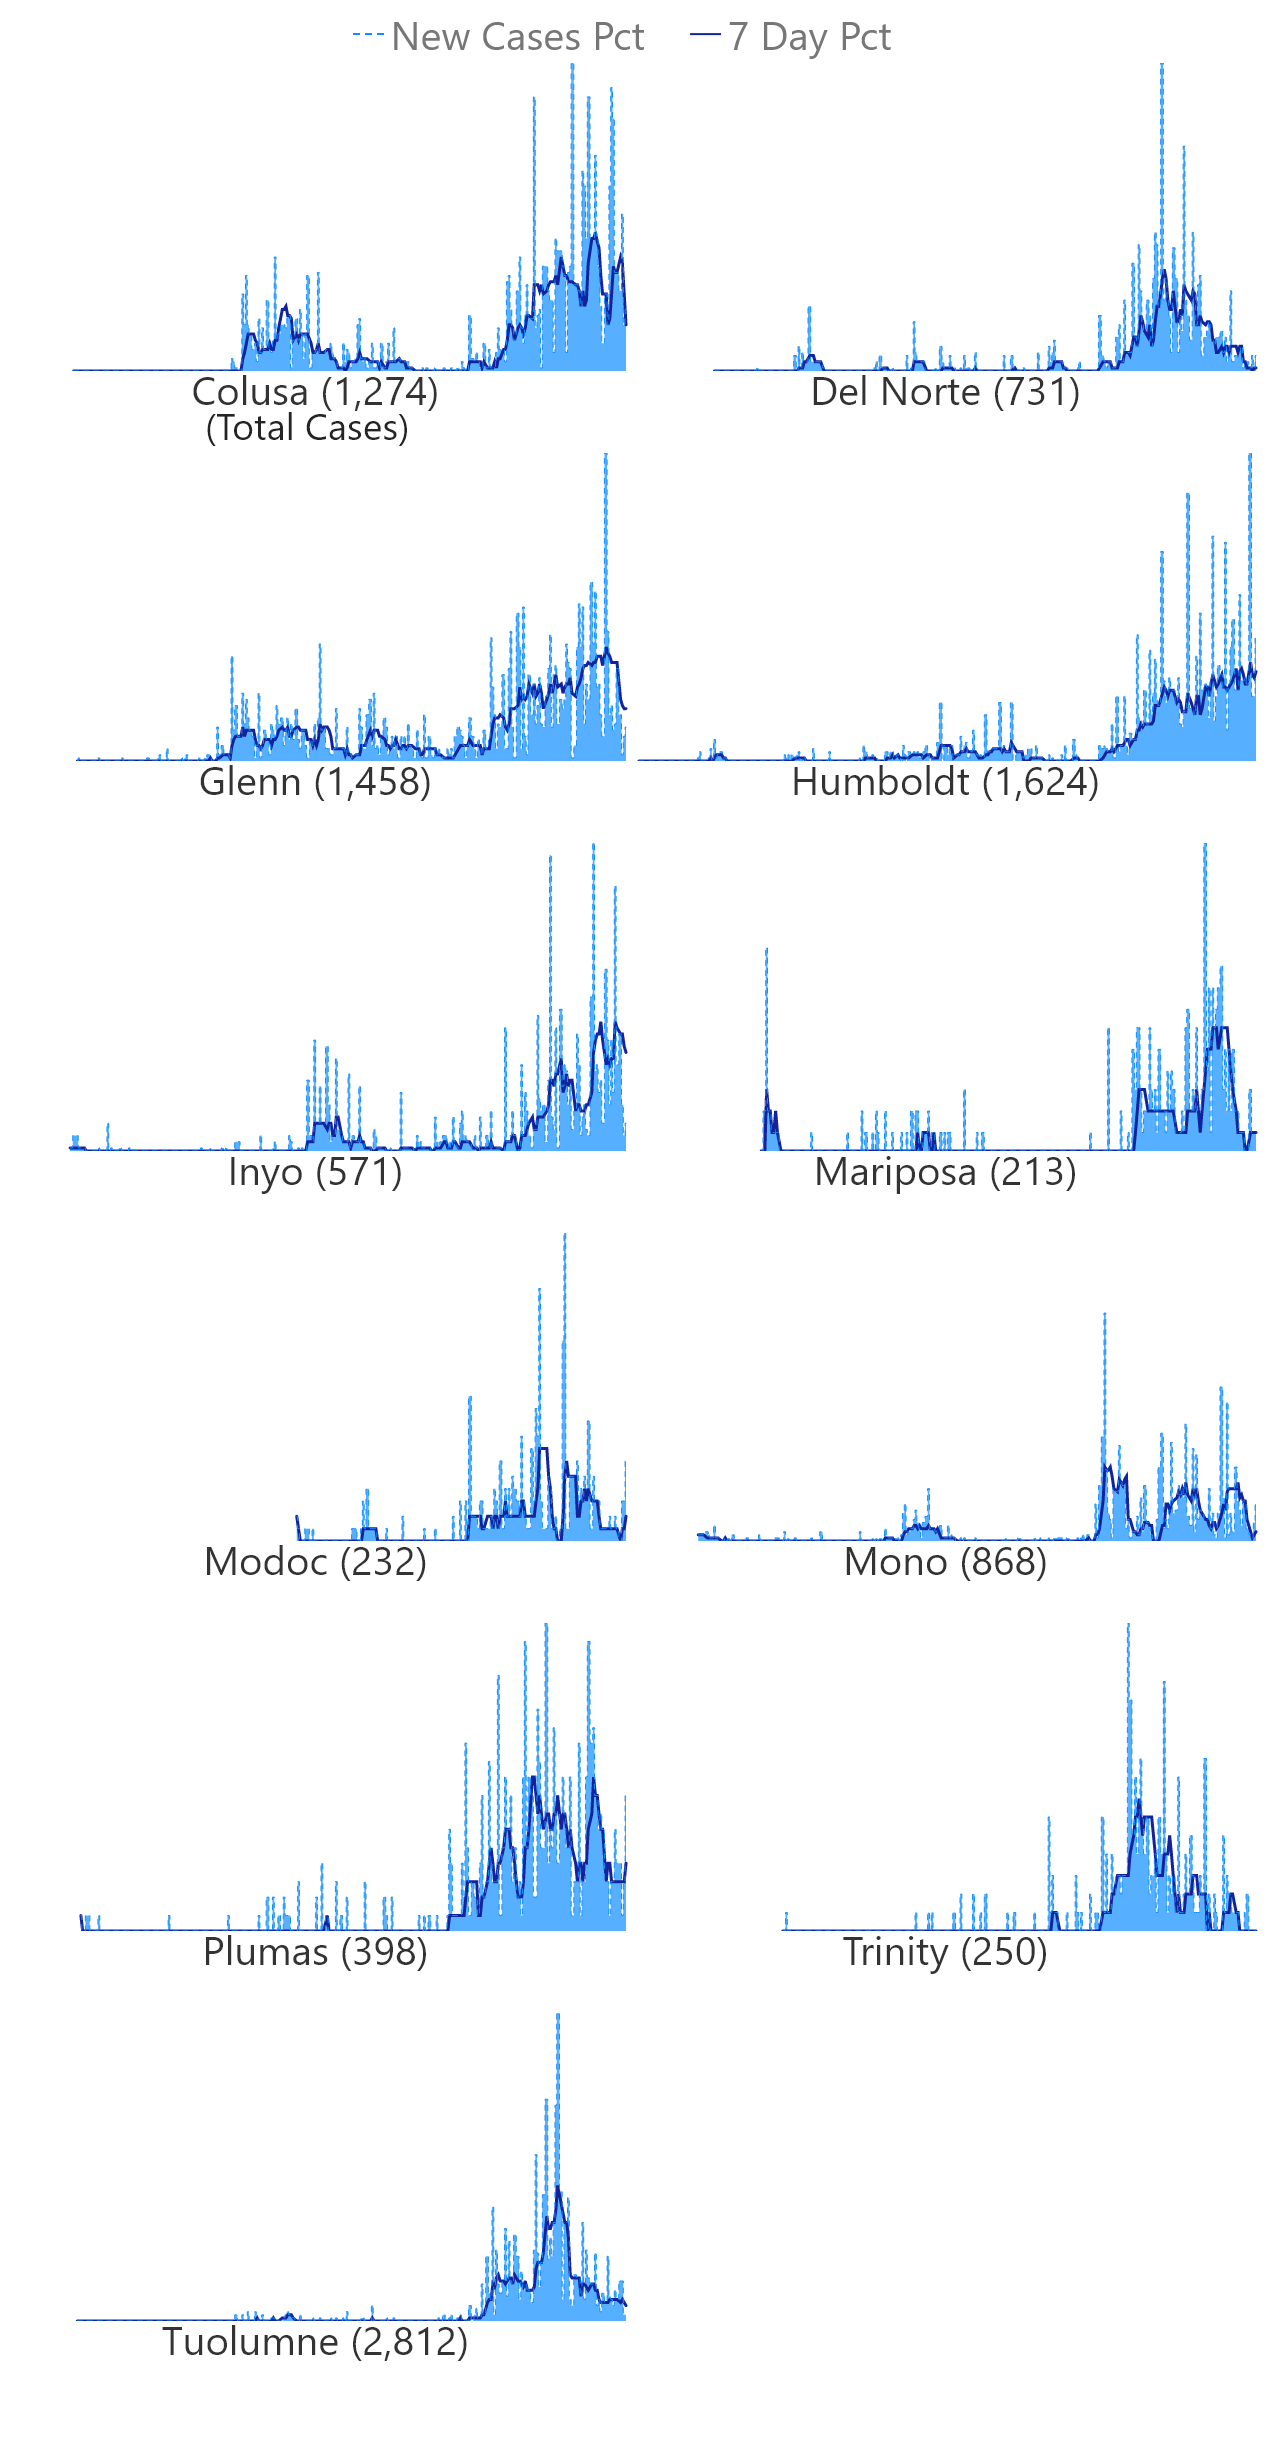 New Cases Pct 7 Day Pct
Colusa (1,274) Del Norte (731)
(Total Cases)
Glenn (1,458) Humboldt (1,624)
Inyo (571) Mariposa (213)
Modoc (232) Mono (868)
Plumas (398) Trinity (250)
Tuolumne (2,812)